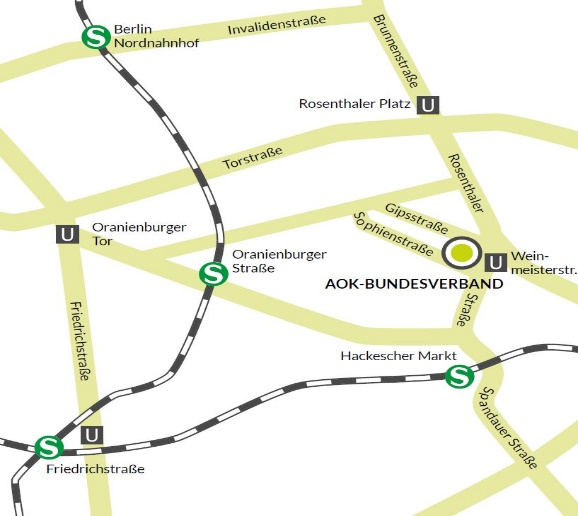 S
Berlin
Nordnahnhof
Invalidenstraße
Brunnenstraße
Rosenthaler Platz
U
Torstraße
Rosenthaler
Gipsstraße
Sophienstraße
U
Oranienburger
Tor
Oranienburger
Straße
S
U
Wein-
meisterstr.
AOK-BUNDESVERBAND
Straße
Friedrichstraße
Hackescher Markt
S
Spandauer Straße
U
S
Friedrichstraße